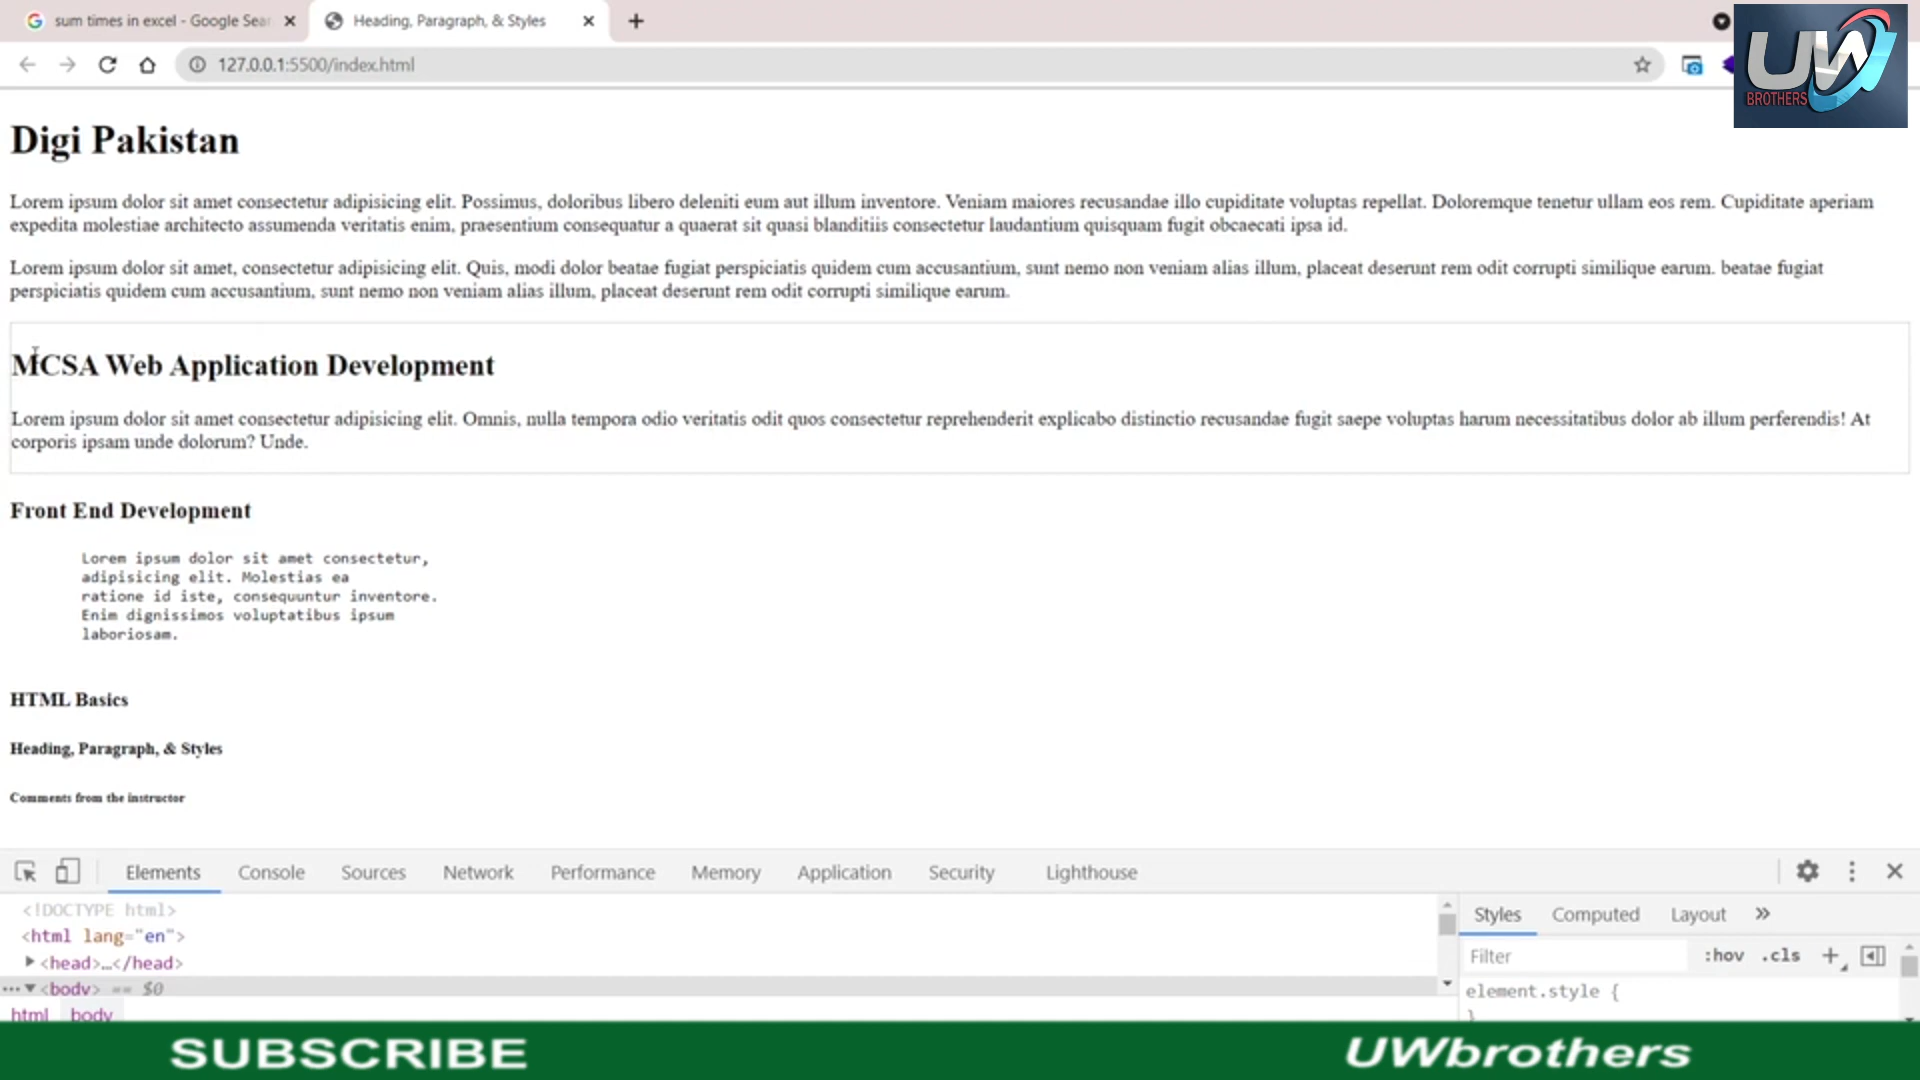 sum times in excel - Google Sear
Heading, Paragraph, & Styles
127.0.0.1:5500/index.html
UW
BROTHERS
Digi Pakistan
Lorem ipsum dolor sit amet consectetur adipisicing elit. Possimus, doloribus libero deleniti eum aut illum inventore. Veniam maiores recusandae illo cupiditate voluptas repellat. Doloremque tenetur ullam eos rem. Cupiditate aperiam
expedita molestiae architecto assumenda veritatis enim, praesentium consequatur a quaerat sit quasi blanditiis consectetur laudantium quisquam fugit obcaecati ipsa id.
Lorem ipsum dolor sit amet, consectetur adipisicing elit. Quis, modi dolor beatae fugiat perspiciatis quidem cum accusantium, sunt nemo non veniam alias illum, placeat deserunt rem odit corrupti similique earum. beatae fugiat
perspiciatis quidem cum accusantium, sunt nemo non veniam alias illum, placeat deserunt rem odit corrupti similique earum.
MCSA Web Application Development
Lorem ipsum dolor sit amet consectetur adipisicing elit. Omnis, nulla tempora odio veritatis odit quos consectetur reprehenderit explicabo distinctio recusandae fugit saepe voluptas harum necessitatibus dolor ab illum perferendis! At
corporis ipsam unde dolorum? Unde.
Front End Development
Lorem ipsum dolor sit amet consectetur,
adipisicing elit. Molestias ea
ratione id iste, consequuntur inventore.
Enim dignissimos voluptatibus ipsum
laboriosam.
HTML Basics
Heading, Paragraph, & Styles
Comments from the instructor
Elements Console Sources Network Performance Memory Application Security Lighthouse
<!DOCTYPE html>
<html lang="en">
<head>…</head>
<body> == $0
html body
Styles Computed Layout »
Filter :hov .cls +
element.style {
}
SUBSCRIBE UWbrothers